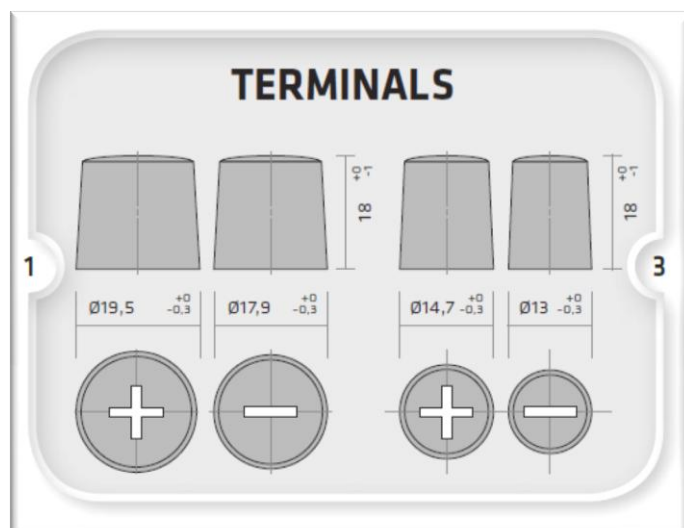 TERMINALS
18 +0 -1
18 +0 -1
1
3
Ø19,5 +0 -0,3
Ø17,9 +0 -0,3
Ø14,7 +0 -0,3
Ø13 +0 -0,3